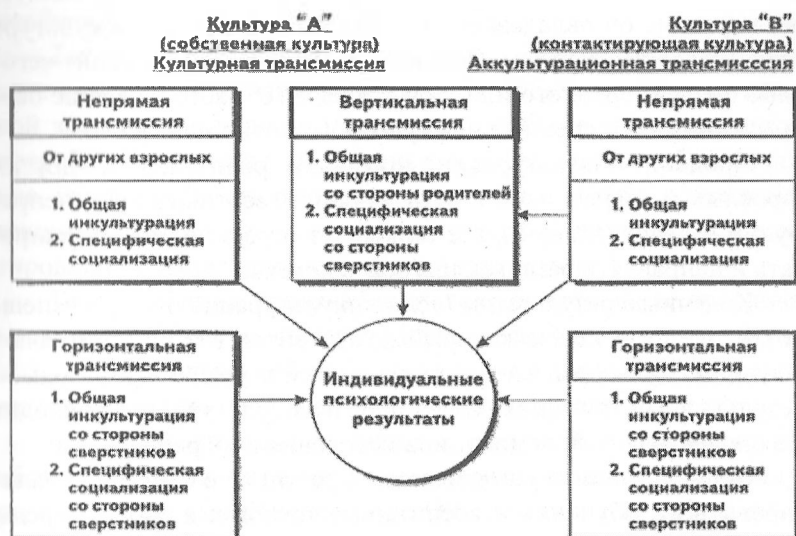 Культура “А”
(собственная культура)
Культурная трансмиссия
Культура “В”
(контактирующая культура)
Аккультурационная трансмисссия
Непрямая
трансмиссия
От других взрослых
1. Общая
инкультурация
2. Специфическая
социализация
Вертикальная
трансмиссия
1. Общая
инкультурация
со стороны родителей
2. Специфическая
социализация
со стороны
сверстников
Непрямая
трансмиссия
От других взрослых
1. Общая
инкультурация
2. Специфическая
социализация
Горизонтальная
трансмиссия
1. Общая
инкультурация
со стороны
сверстников
2. Специфическая
социализация
со стороны
сверстников
Индивидуальные
психологические
результаты
Горизонтальная
трансмиссия
1. Общая
инкультурация
со стороны
сверстников
2. Специфическая
социализация
со стороны
сверстников